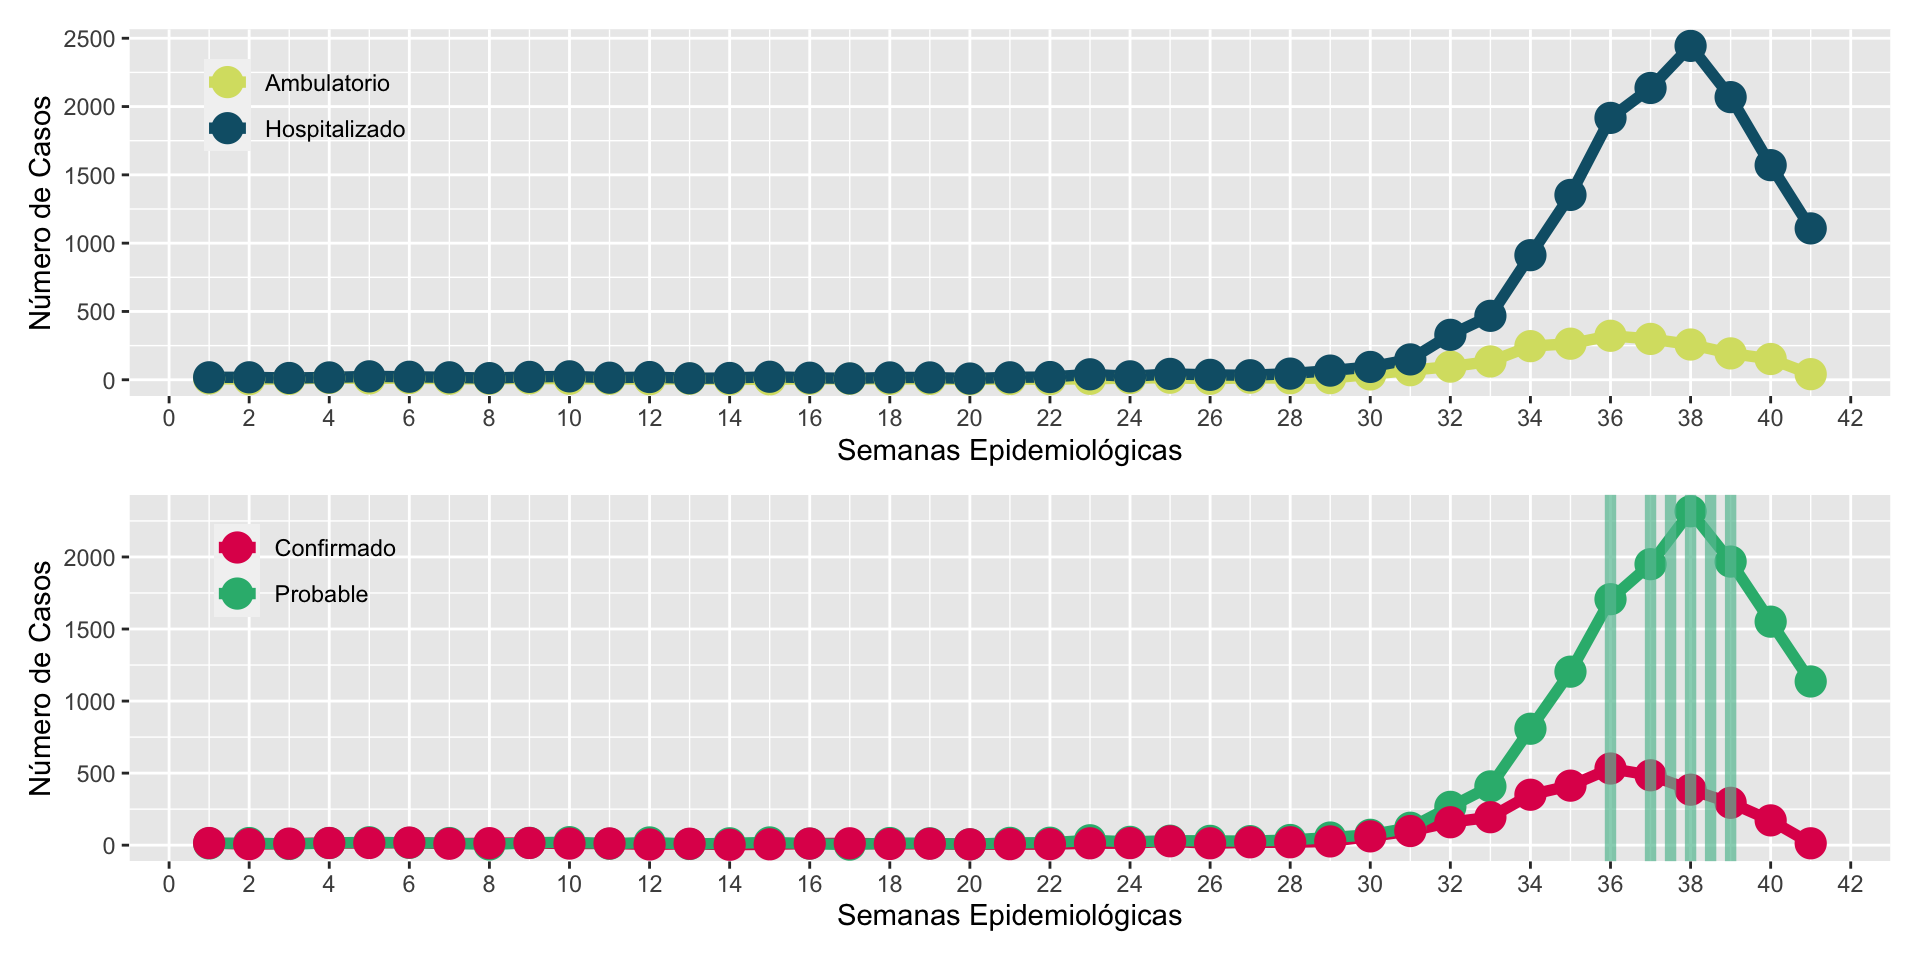 2500
2000
1500
1000
500
0
Número de Casos
Ambulatorio
Hospitalizado
0 2 4 6 8 10 12 14 16 18 20 22 24 26 28 30 32 34 36 38 40 42
Semanas Epidemiológicas
2000
1500
1000
500
0
Número de Casos
Confirmado
Probable
0 2 4 6 8 10 12 14 16 18 20 22 24 26 28 30 32 34 36 38 40 42
Semanas Epidemiológicas